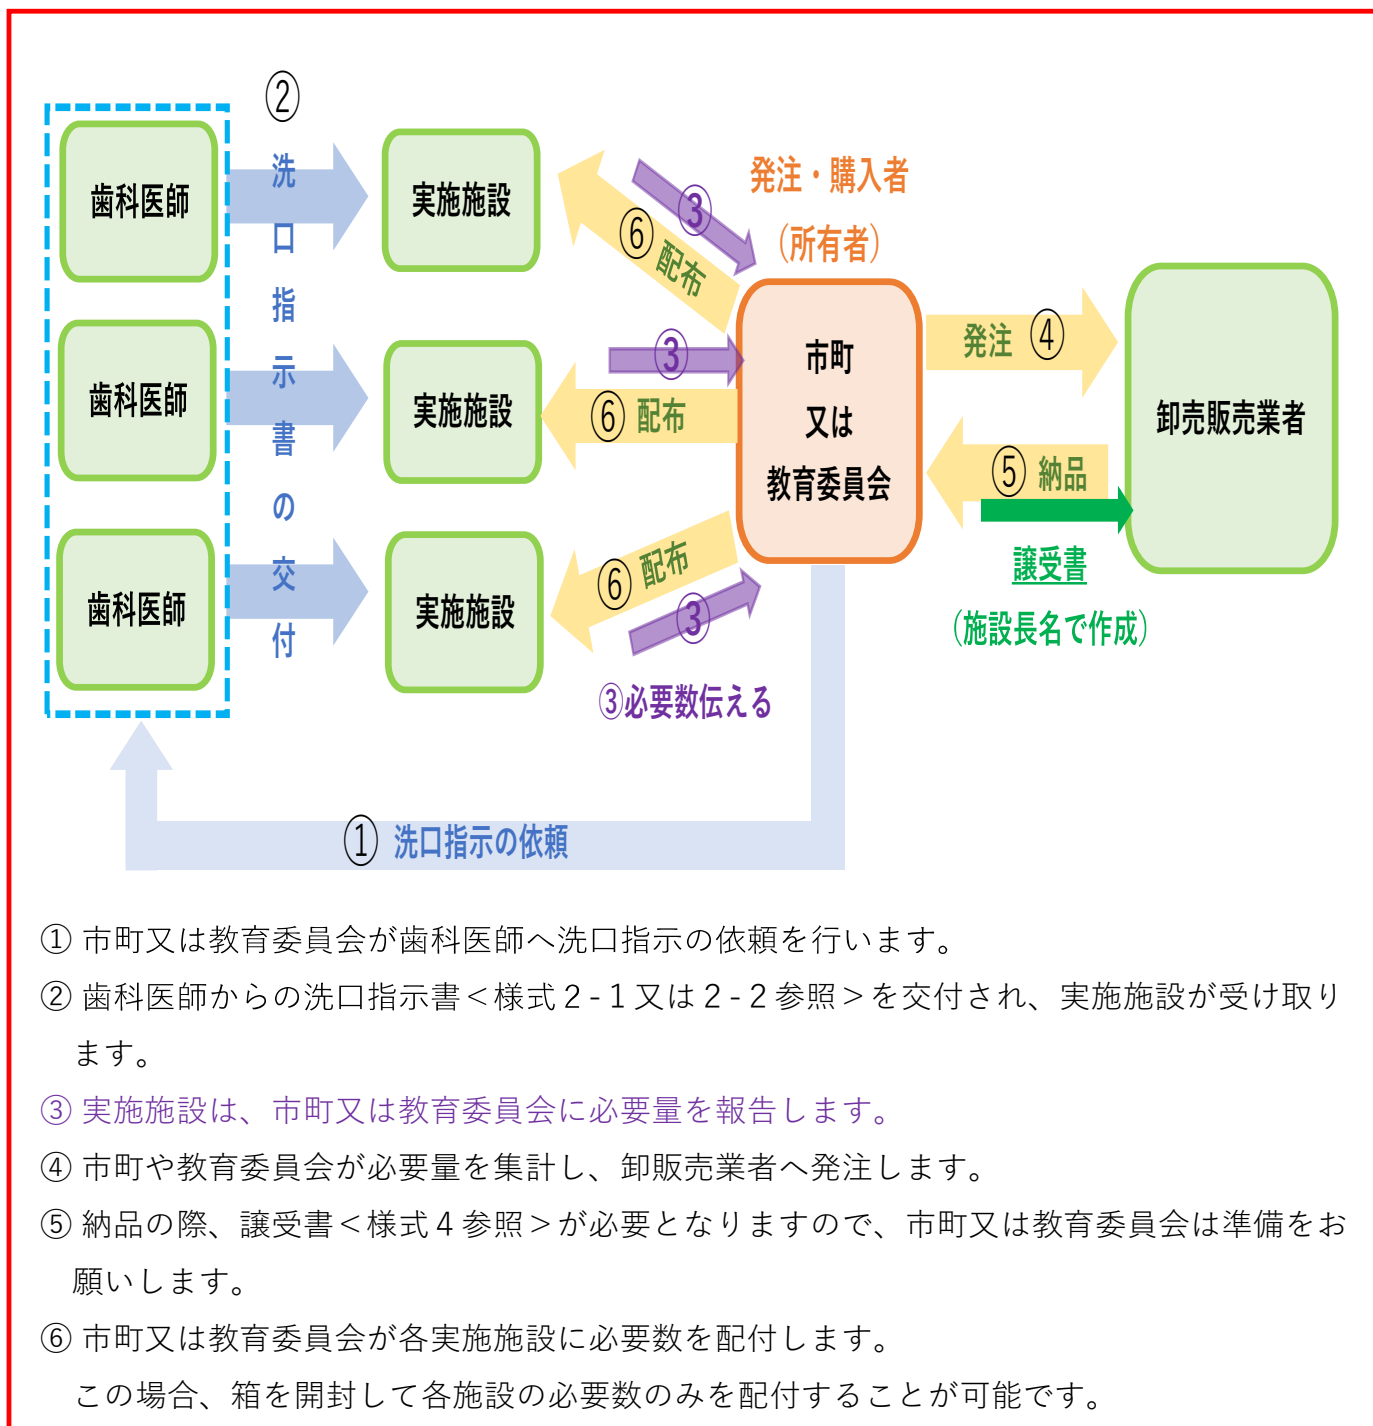 ②
洗口指示書の交付
歯科医師
歯科医師
歯科医師
実施施設
実施施設
実施施設
③
⑥ 配布
③
⑥ 配布
⑥ 配布
③
③必要数伝える
発注・購入者
（所有者）
市町
又は
教育委員会
発注 ④
⑤ 納品
譲受書
（施設長名で作成）
卸売販売業者
① 洗口指示の依頼
① 市町又は教育委員会が歯科医師へ洗口指示の依頼を行います。
② 歯科医師からの洗口指示書＜様式２-１又は２-２参照＞を交付され、実施施設が受け取り
ます。
③ 実施施設は、市町又は教育委員会に必要量を報告します。
④ 市町や教育委員会が必要量を集計し、卸販売業者へ発注します。
⑤ 納品の際、譲受書＜様式４参照＞が必要となりますので、市町又は教育委員会は準備をお
願いします。
⑥ 市町又は教育委員会が各実施施設に必要数を配付します。
この場合、箱を開封して各施設の必要数のみを配付することが可能です。